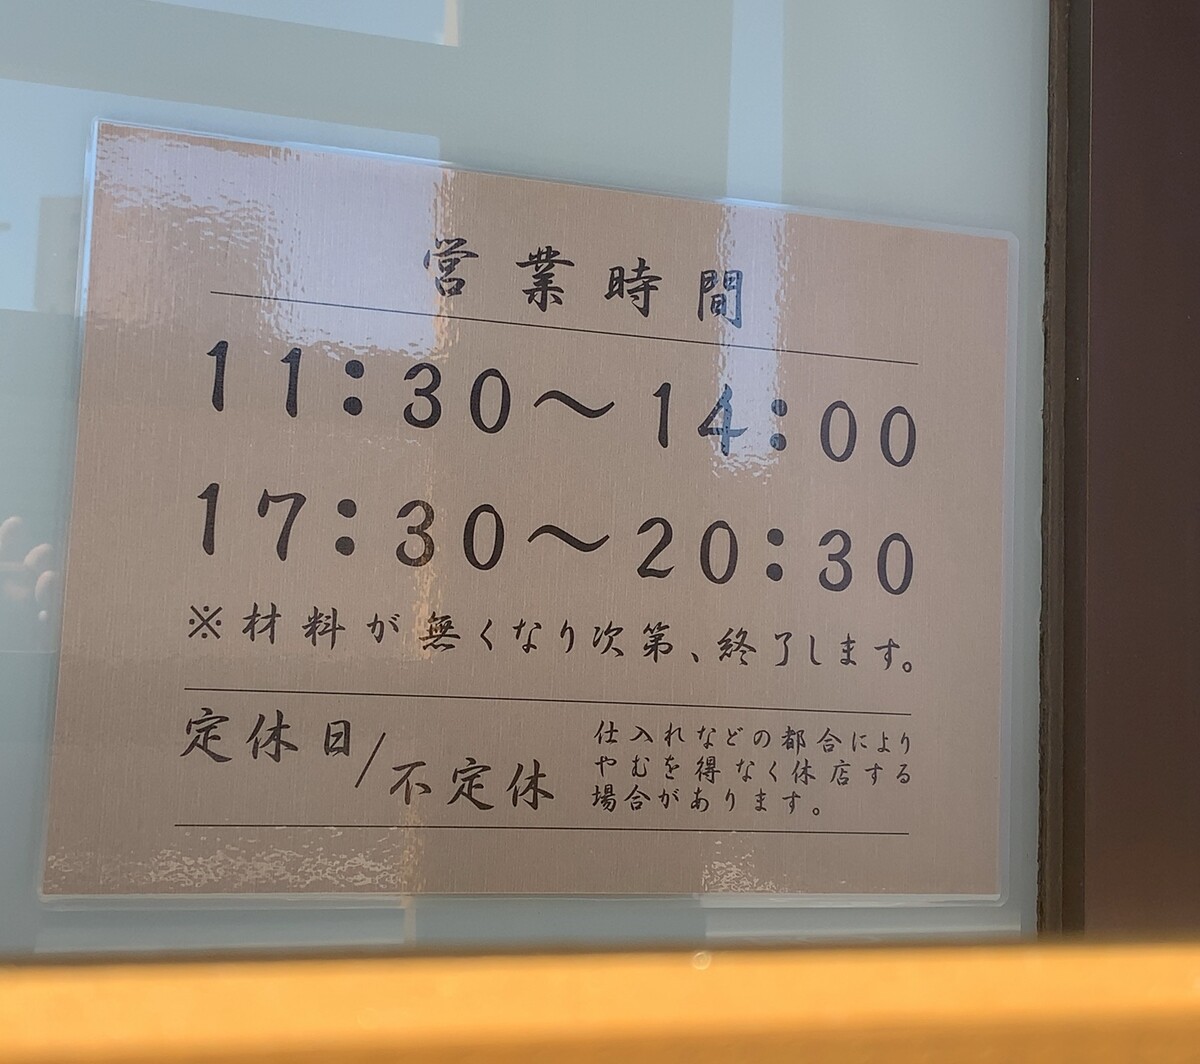 営業時間
11:30〜14:00
17:30〜20:30
※材料が無くなり次第、終了します。
定休日/不定休
仕入れなどの都合により
やむを得なく休店する
場合があります。